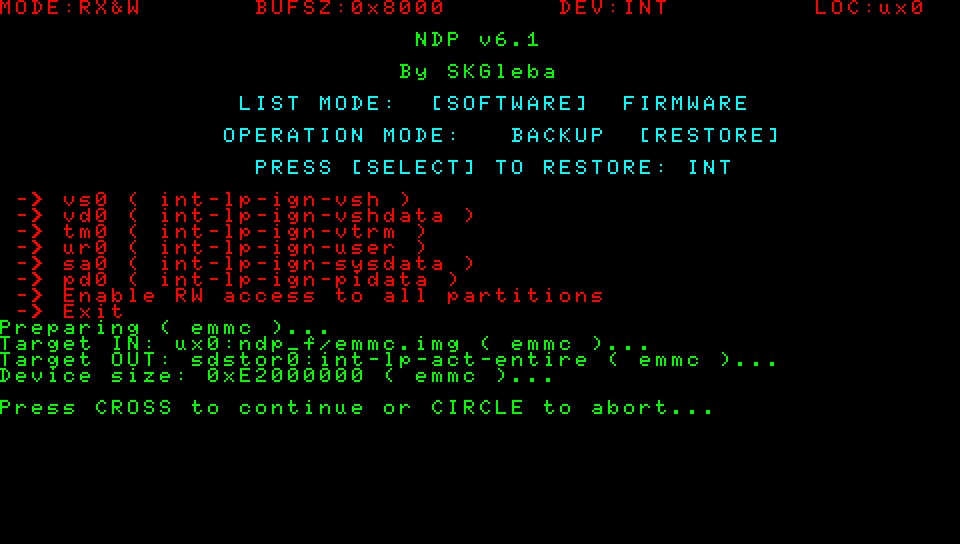 MODE:RX&W BUFSZ:0x8000 DEV:INT LOC:ux0
NDP v6.1
By SKGleba
LIST MODE: [SOFTWARE] FIRMWARE
OPERATION MODE: BACKUP [RESTORE]
PRESS [SELECT] TO RESTORE: INT
-> vs0 ( int-lp-ign-vsh )
-> vd0 ( int-lp-ign-vshdata )
-> tm0 ( int-lp-ign-vtrm )
-> ur0 ( int-lp-ign-user )
-> sa0 ( int-lp-ign-sysdata )
-> pd0 ( int-lp-ign-pidata )
-> Enable RW access to all partitions
-> Exit
Preparing ( emmc )...
Target IN: ux0:ndp_f/emmc.img ( emmc )...
Target OUT: sdstor0:int-lp-act-entire ( emmc )...
Device size: 0xE2000000 ( emmc )...
Press CROSS to continue or CIRCLE to abort...